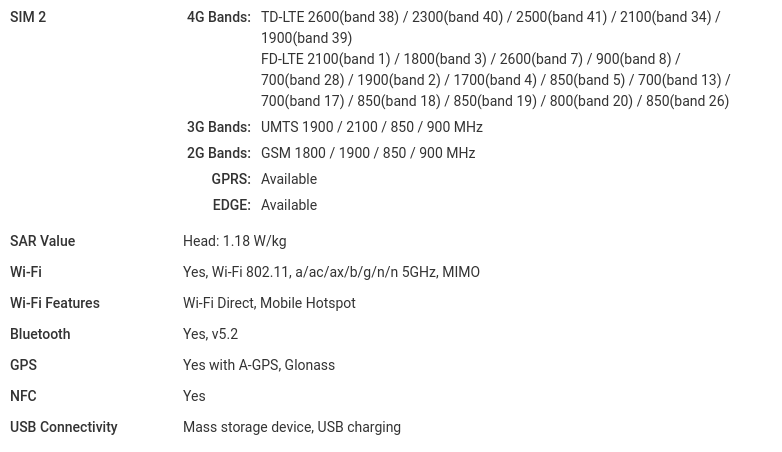 SIM 2 4G Bands: TD-LTE 2600(band 38) / 2300(band 40) / 2500(band 41) / 2100(band 34) /
1900(band 39)
FD-LTE 2100(band 1) / 1800(band 3) / 2600(band 7) / 900(band 8) /
700(band 28) / 1900(band 2) / 1700(band 4) / 850(band 5) / 700(band 13) /
700(band 17) / 850(band 18) / 850(band 19) / 800(band 20) / 850(band 26)
3G Bands: UMTS 1900 / 2100 / 850 / 900 MHz
2G Bands: GSM 1800 / 1900 / 850 / 900 MHz
GPRS: Available
EDGE: Available
SAR Value Head: 1.18 W/kg
Wi-Fi Yes, Wi-Fi 802.11, a/ac/ax/b/g/n/n 5GHz, MIMO
Wi-Fi Features Wi-Fi Direct, Mobile Hotspot
Bluetooth Yes, v5.2
GPS Yes with A-GPS, Glonass
NFC Yes
USB Connectivity Mass storage device, USB charging